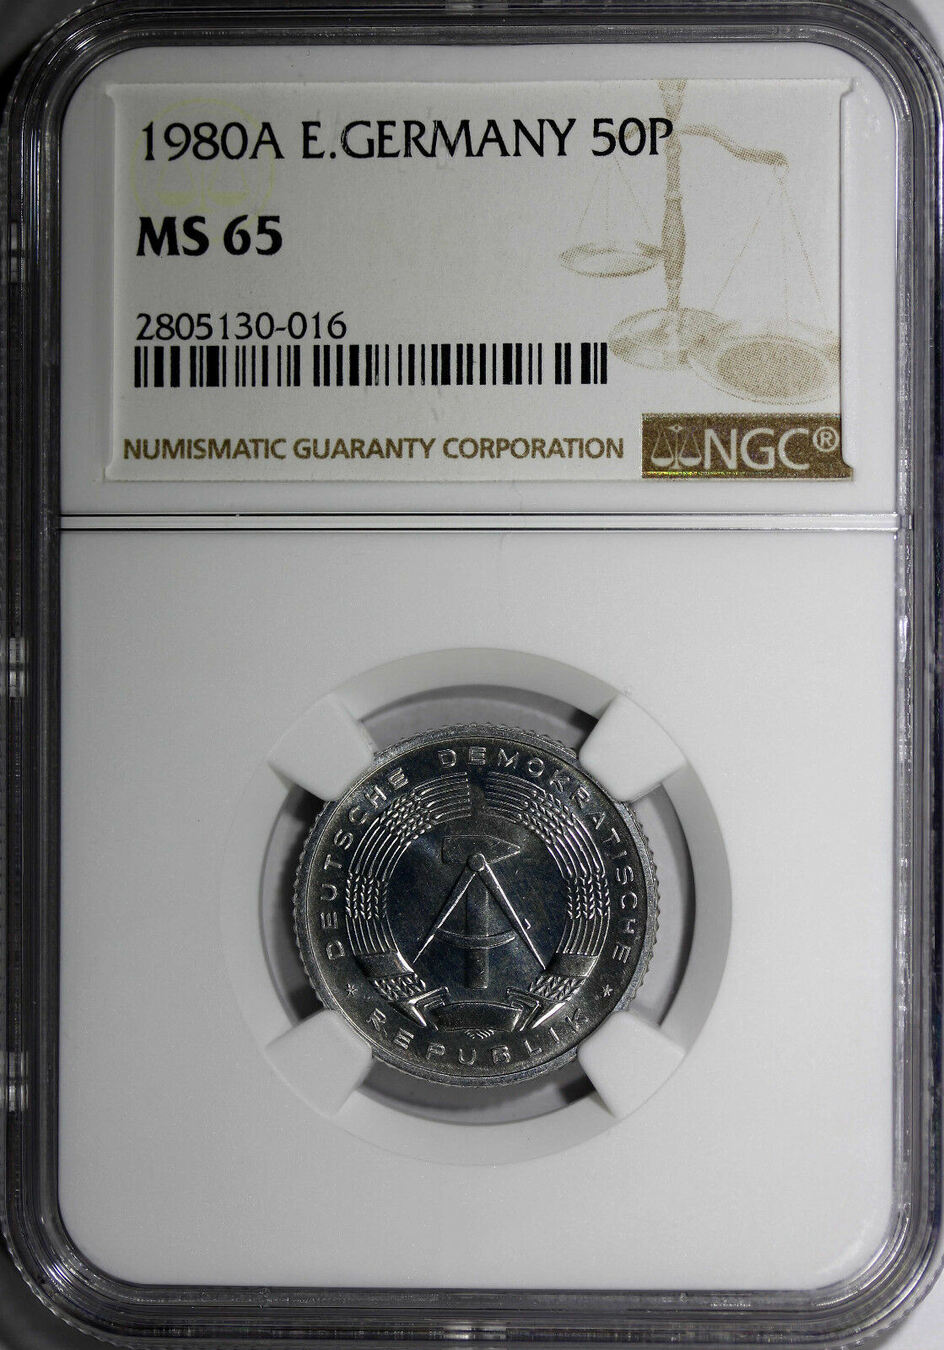 1980A E.GERMANY 50P
MS 65
2805130-016
NUMISMATIC GUARANTY CORPORATION
NGC®
DEUTSCHE DEMOKRATISCHE
* REPUBLIK *